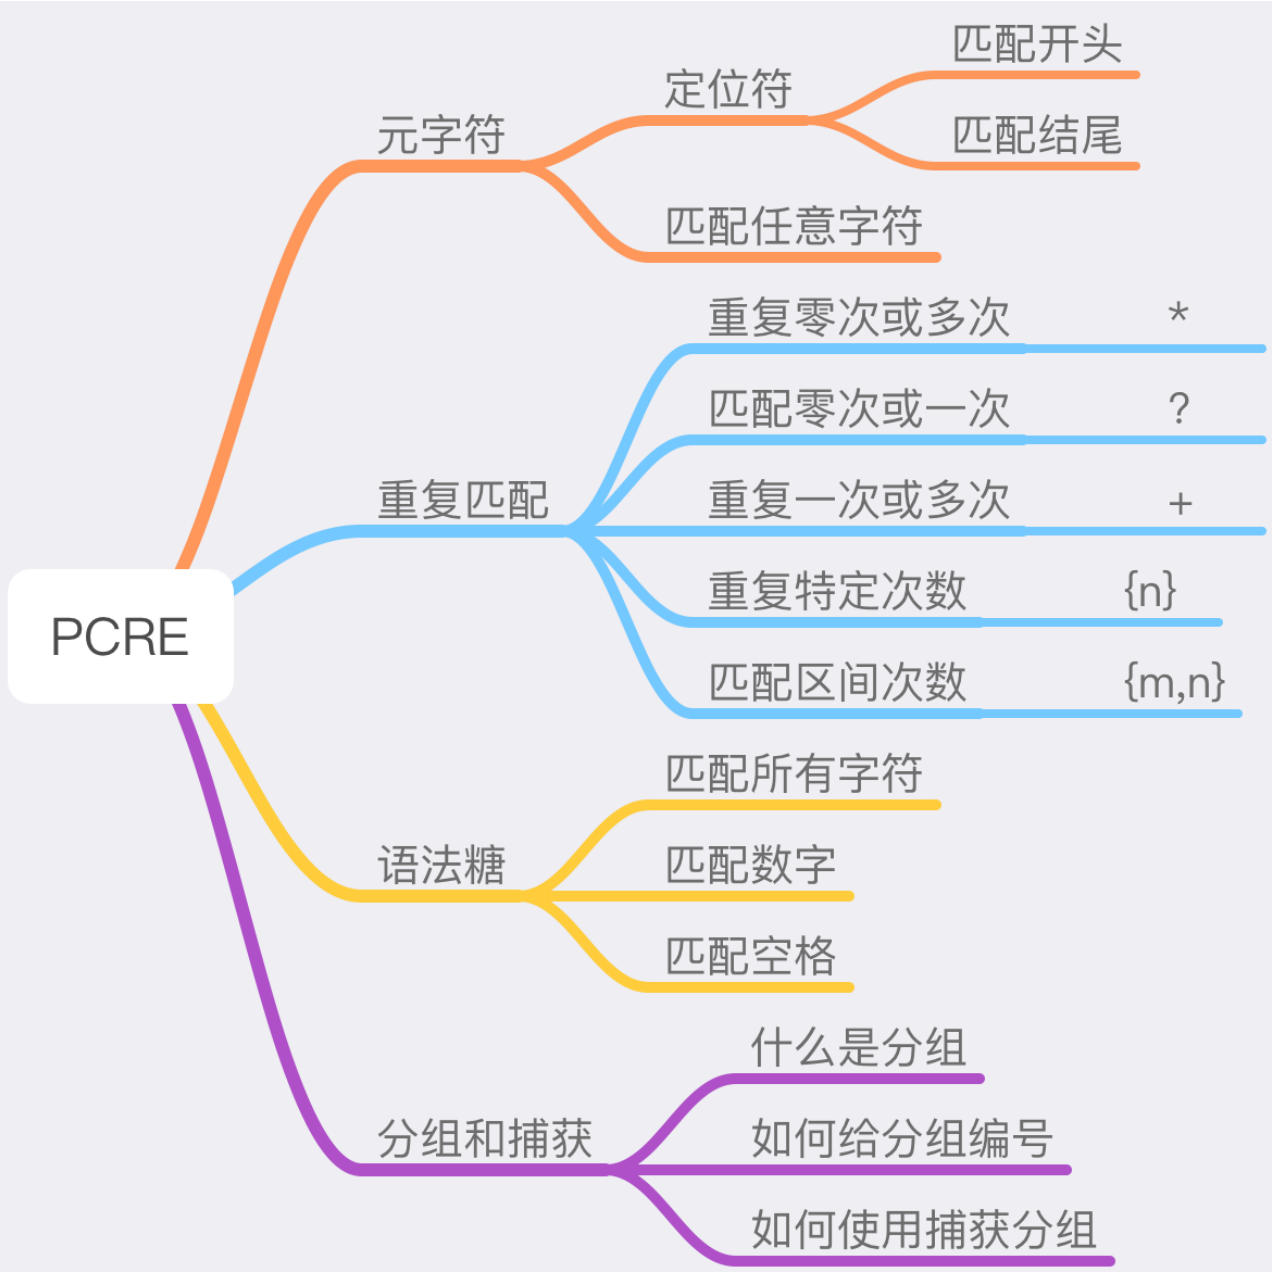 PCRE
元字符
定位符
匹配开头
匹配结尾
匹配任意字符
重复匹配
重复零次或多次 *
匹配零次或一次 ?
重复一次或多次 +
重复特定次数 {n}
匹配区间次数 {m,n}
语法糖
匹配所有字符
匹配数字
匹配空格
分组和捕获
什么是分组
如何给分组编号
如何使用捕获分组